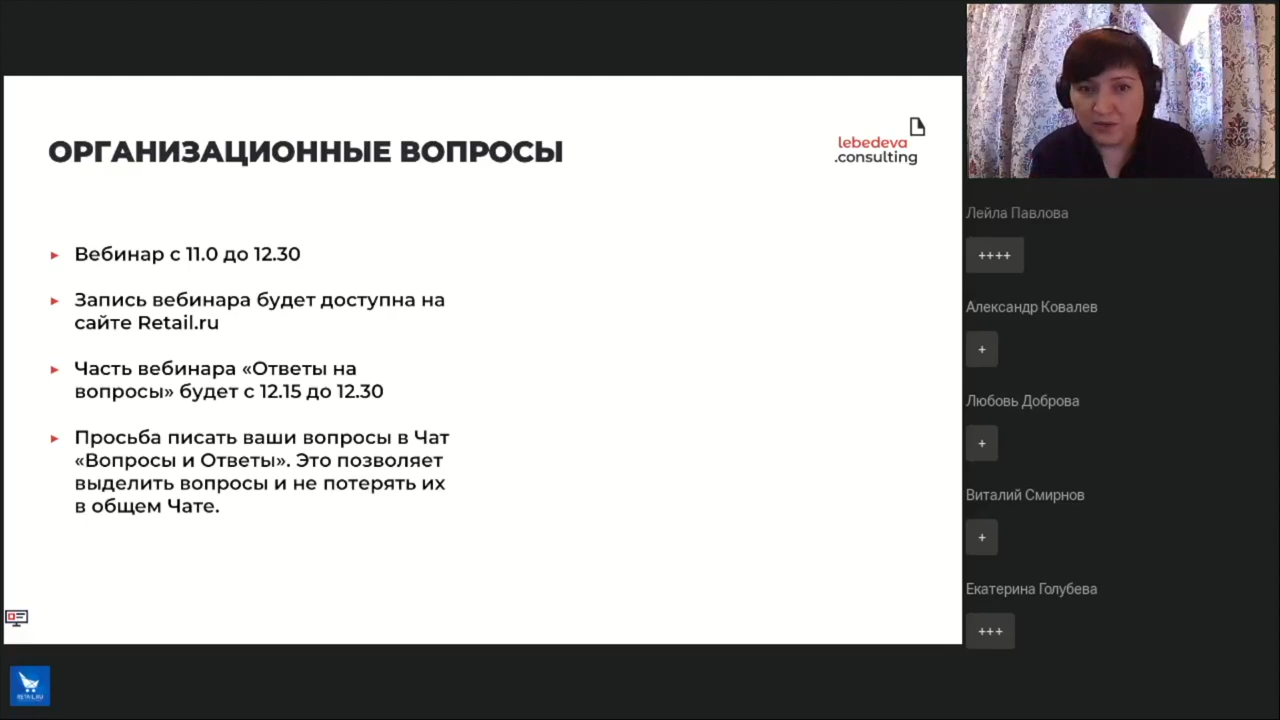 ОРГАНИЗАЦИОННЫЕ ВОПРОСЫ
lebedeva
.consulting
▸ Вебинар с 11.0 до 12.30
▸ Запись вебинара будет доступна на
сайте Retail.ru
▸ Часть вебинара «Ответы на
вопросы» будет с 12.15 до 12.30
▸ Просьба писать ваши вопросы в Чат
«Вопросы и Ответы». Это позволяет
выделить вопросы и не потерять их
в общем Чате.
RETAIL.RU
Лейла Павлова
++++
Александр Ковалев
+
Любовь Доброва
+
Виталий Смирнов
+
Екатерина Голубева
+++